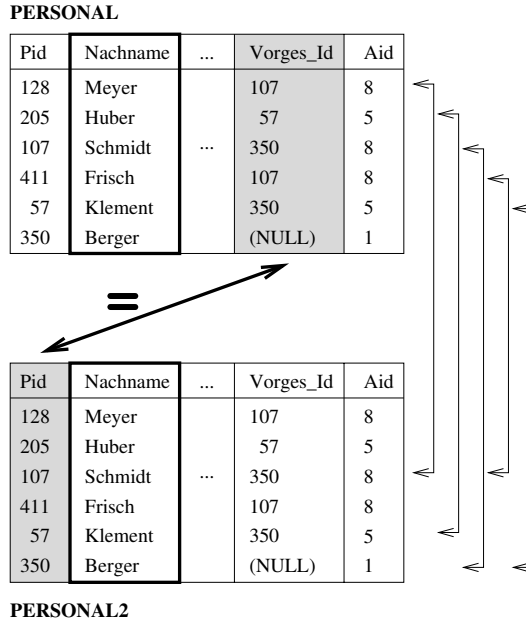 PERSONAL
Pid Nachname ... Vorges_Id Aid
128 Meyer 107 8
205 Huber 57 5
107 Schmidt ... 350 8
411 Frisch 107 8
57 Klement 350 5
350 Berger (NULL) 1
=
Pid Nachname ... Vorges_Id Aid
128 Meyer 107 8
205 Huber 57 5
107 Schmidt ... 350 8
411 Frisch 107 8
57 Klement 350 5
350 Berger (NULL) 1
PERSONAL2